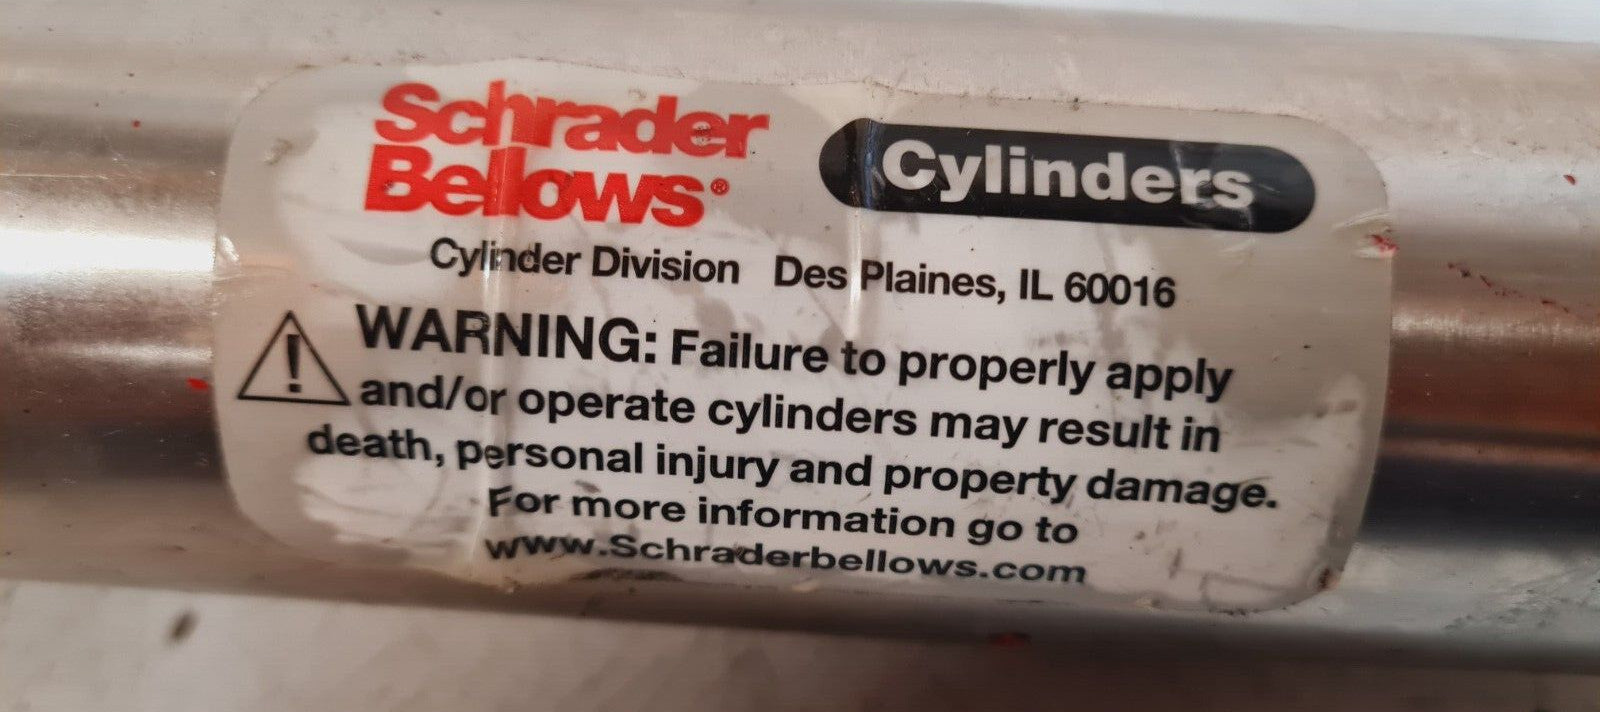 Schrader
Bellows®
Cylinders
Cylinder Division Des Plaines, IL 60016
WARNING: Failure to properly apply
and/or operate cylinders may result in
death, personal injury and property damage.
For more information go to
www.Schraderbellows.com